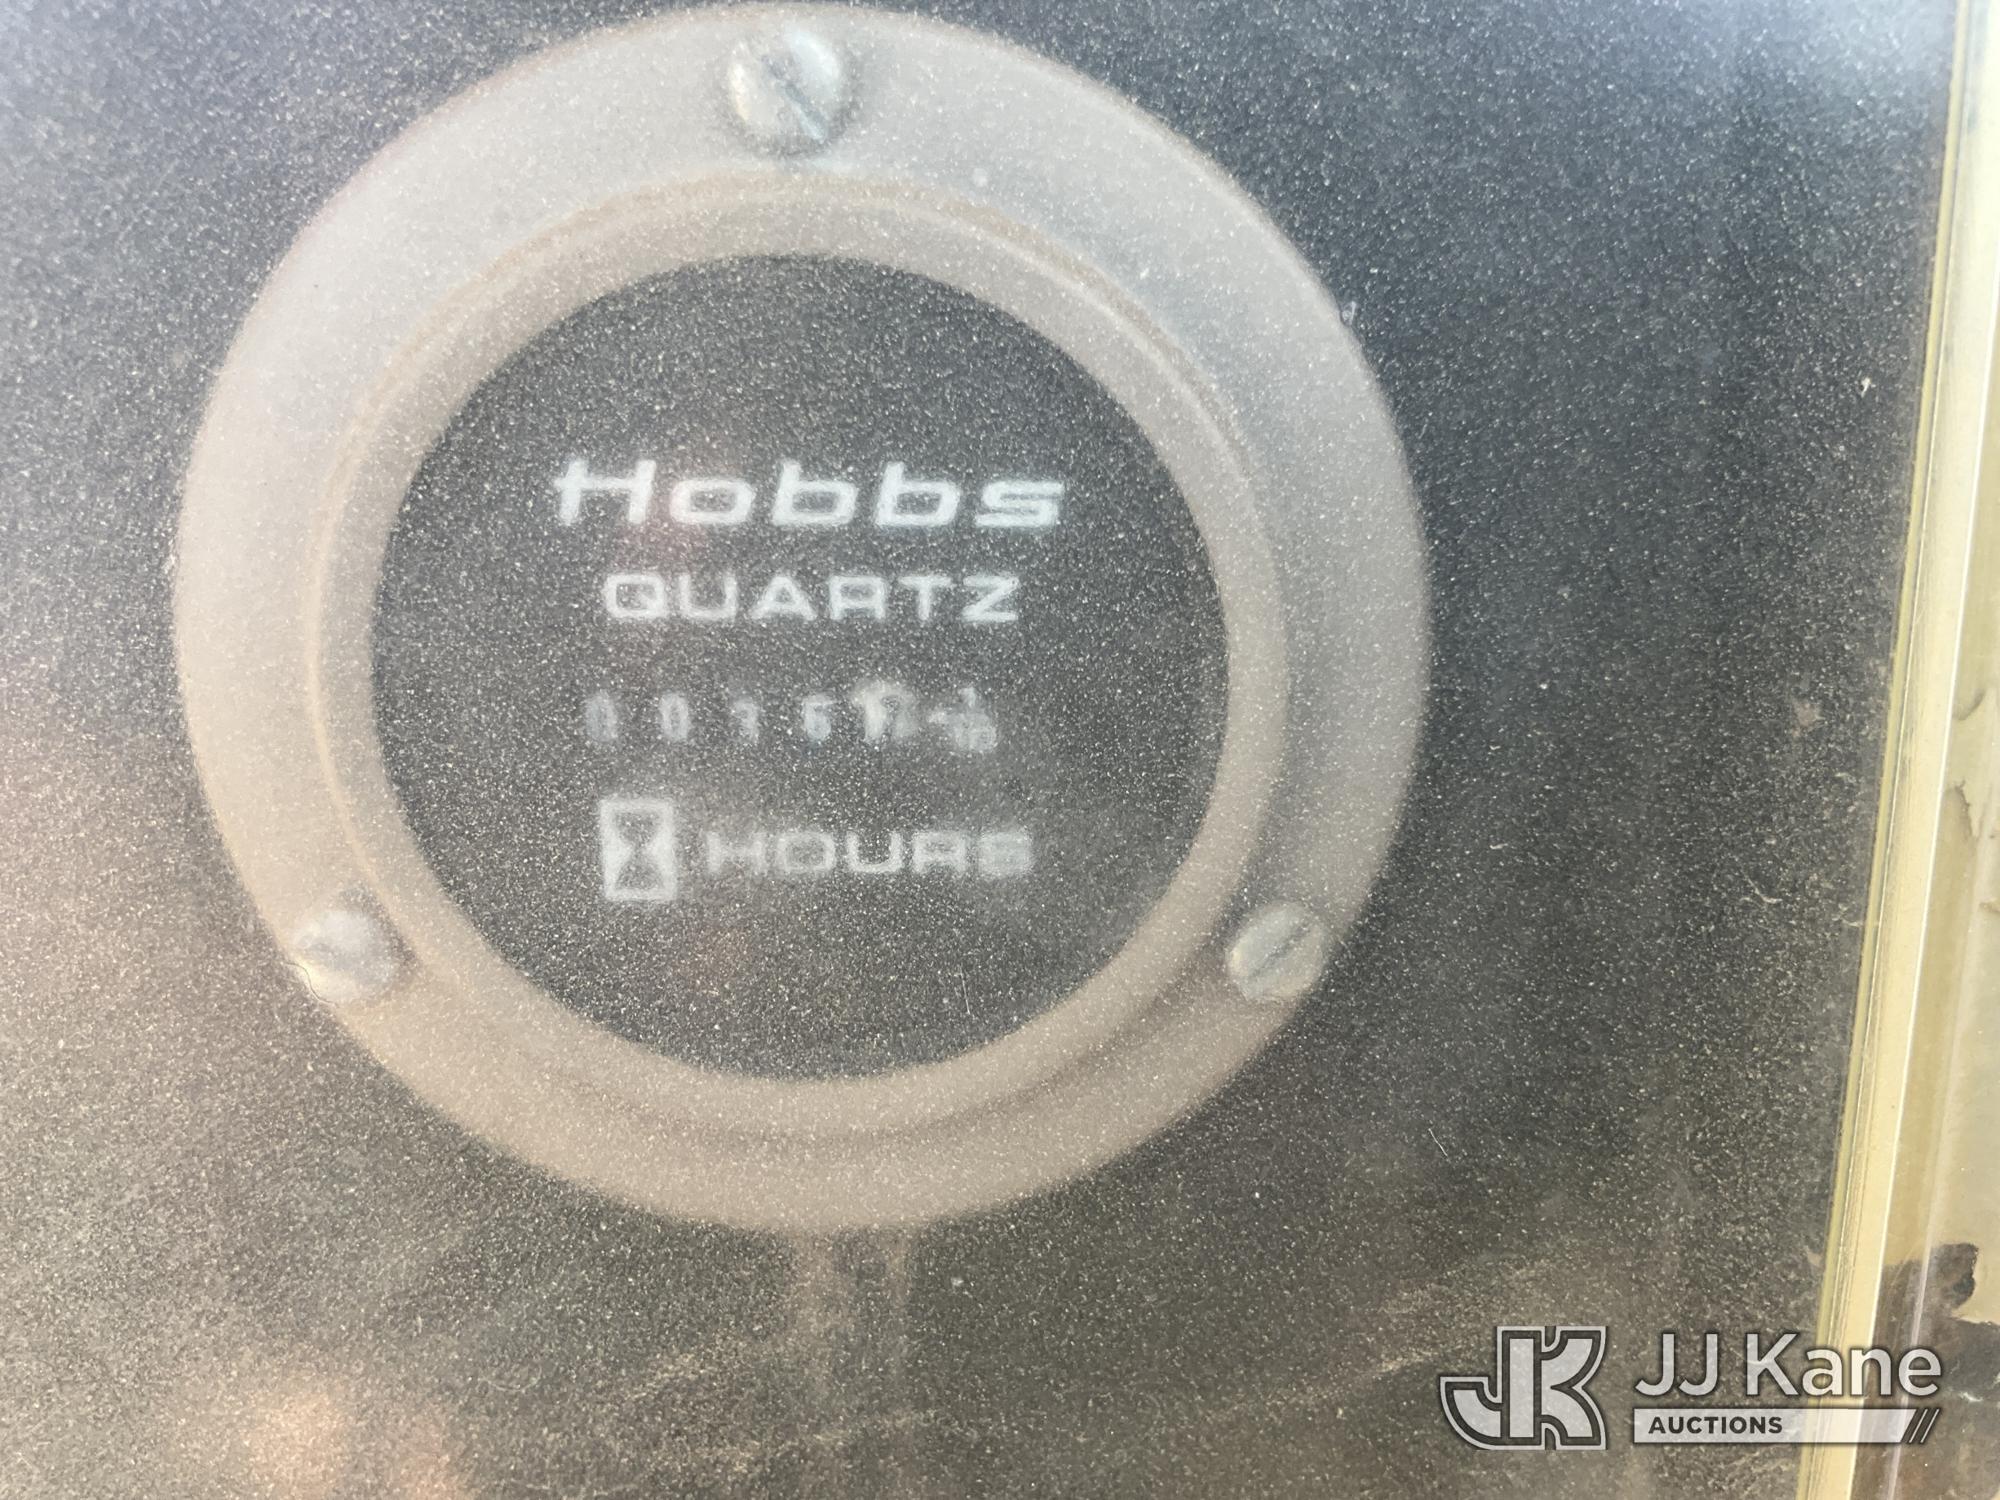 Hobbs
QUARTZ
HOURS
JJ Kane
AUCTIONS